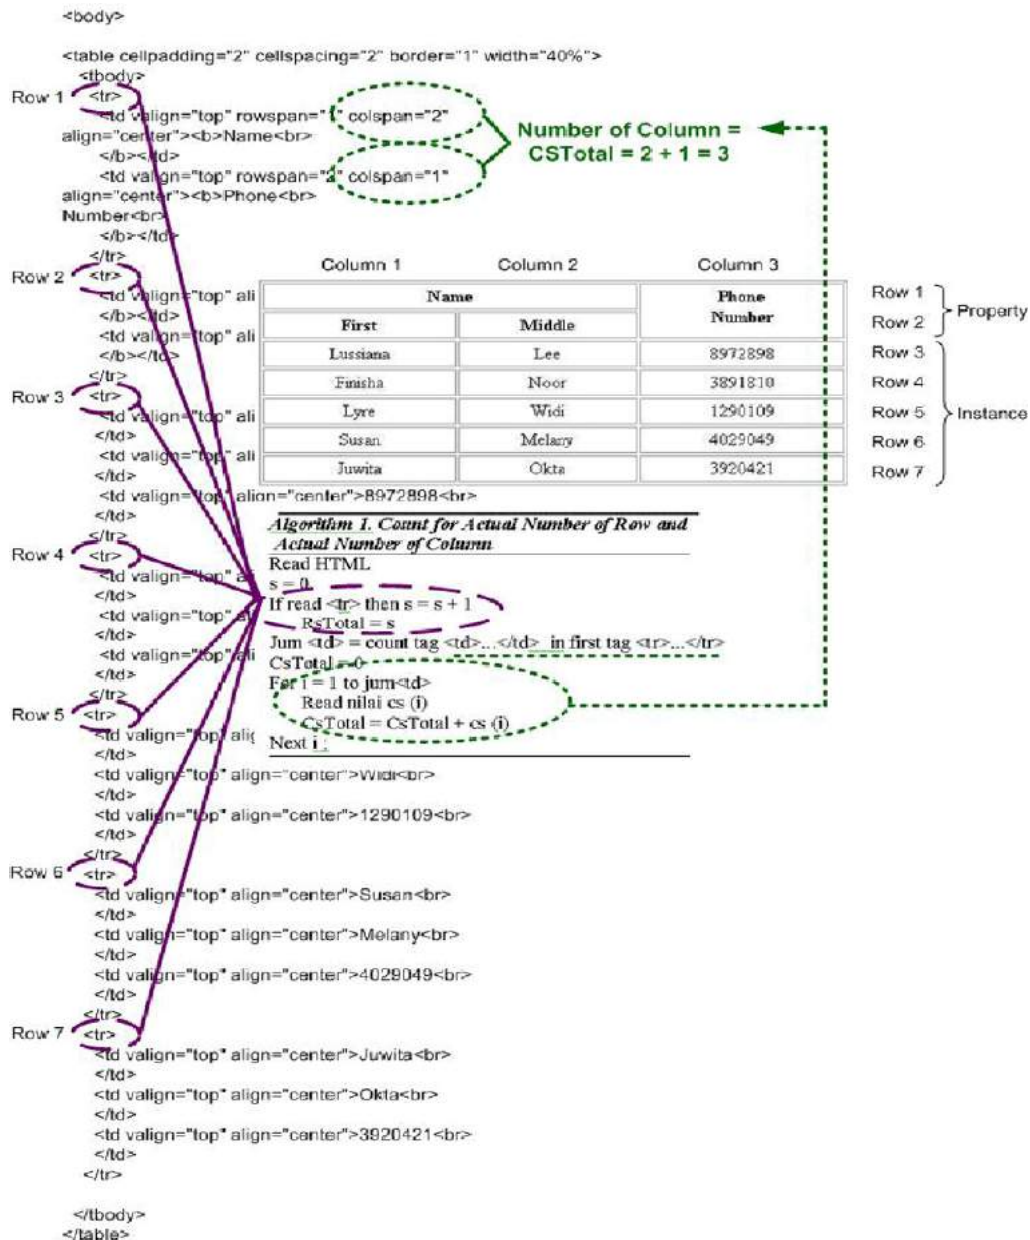 <body>
<table cellpadding="2" cellspacing="2" border="1" width="40%">
<tbody>
Row 1 <tr>
<td valign="top" rowspan="1" colspan="2"
align="center"><b>Name<br>
</b></td>
<td valign="top" rowspan="2" colspan="1"
align="center"><b>Phone<br>
Number<br>
</b></td>
</tr>
Number of Column =
CSTotal = 2 + 1 = 3
Row 2 <tr>
<td valign="top" ali
</b></td>
<td valign="top" ali
</b></td>
</tr>
Row 3 <tr>
<td valign="top" ali
</td>
<td valign="top" ali
</td>
<td valign="top" align="center">8972898<br>
</td>
</tr>
Column 1 Column 2 Column 3
Name Phone Number
First Middle
Lussiana Lee 8972898
Finisha Noor 3891810
Lyre Widi 1290109
Susan Melany 4029049
Juwita Okta 3920421
Row 1
Row 2
Property
Row 3
Row 4
Row 5
Row 6
Row 7
Instance
Algorithm 1. Count for Actual Number of Row and
Actual Number of Column
Read HTML
s = 0
If read <tr> then s = s + 1
RsTotal = s
Jum <td> = count tag <td>...</td> in first tag <tr>...</tr>
CsTotal = 0
For i = 1 to jum<td>
Read nilai cs (i)
CsTotal = CsTotal + cs (i)
Next i ;
Row 4 <tr>
<td valign="top" a
</td>
<td valign="top" al
</td>
<td valign="top" ali
</td>
</tr>
Row 5 <tr>
<td valign="top" alig
</td>
<td valign="top" align="center">Widi<br>
</td>
<td valign="top" align="center">1290109<br>
</td>
</tr>
Row 6 <tr>
<td valign="top" align="center">Susan<br>
</td>
<td valign="top" align="center">Melany<br>
</td>
<td valign="top" align="center">4029049<br>
</td>
</tr>
Row 7 <tr>
<td valign="top" align="center">Juwita<br>
</td>
<td valign="top" align="center">Okta<br>
</td>
<td valign="top" align="center">3920421<br>
</td>
</tr>
</tbody>
</table>